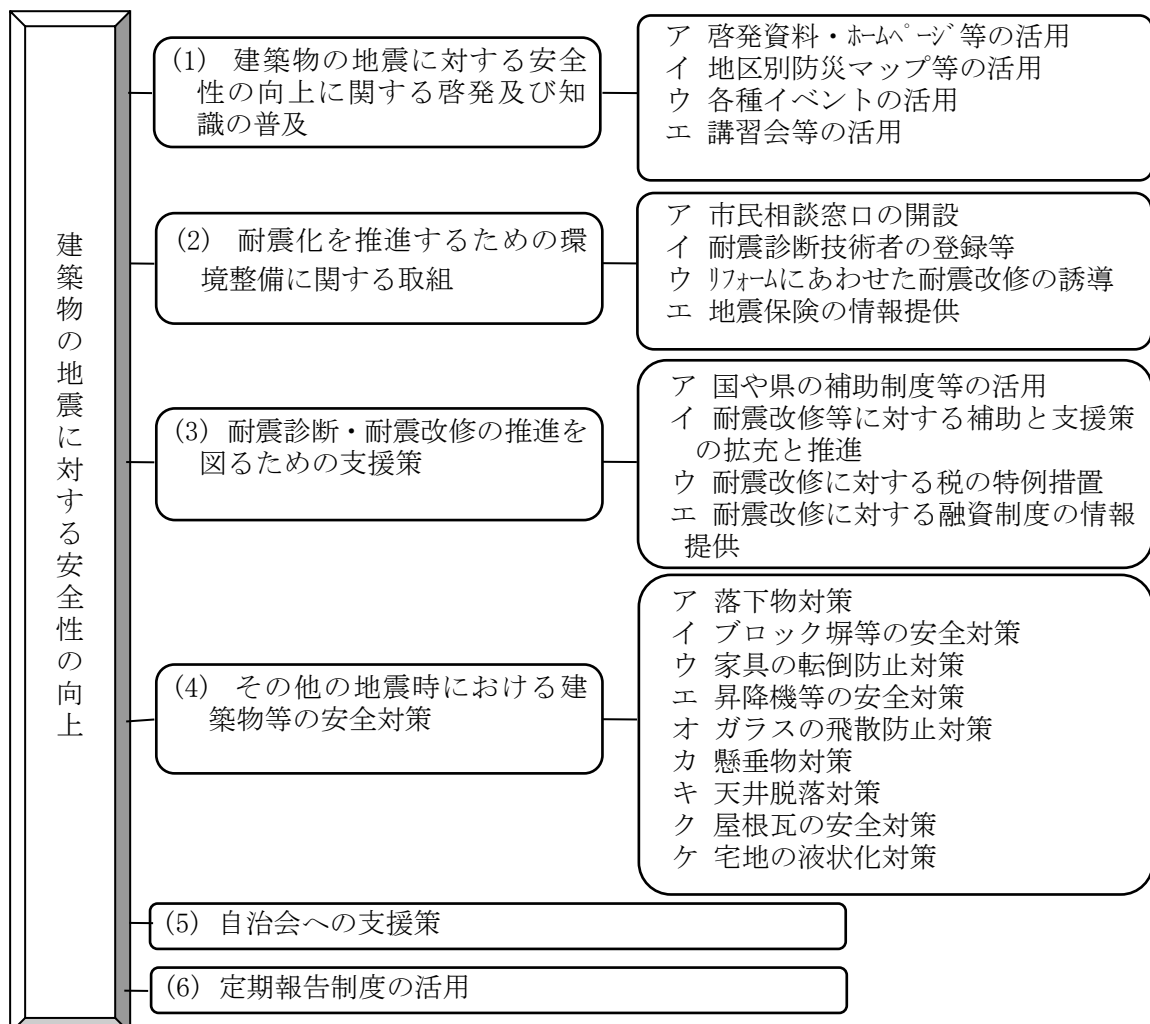 建築物の地震に対する安全性の向上
(1) 建築物の地震に対する安全
性の向上に関する啓発及び知
識の普及
ア 啓発資料・ﾎｰﾑﾍﾟｰｼﾞ等の活用
イ 地区別防災マップ等の活用
ウ 各種イベントの活用
エ 講習会等の活用
(2) 耐震化を推進するための環
境整備に関する取組
ア 市民相談窓口の開設
イ 耐震診断技術者の登録等
ウ ﾘﾌｫｰﾑにあわせた耐震改修の誘導
エ 地震保険の情報提供
(3) 耐震診断・耐震改修の推進を
図るための支援策
ア 国や県の補助制度等の活用
イ 耐震改修等に対する補助と支援策
の拡充と推進
ウ 耐震改修に対する税の特例措置
エ 耐震改修に対する融資制度の情報
提供
(4) その他の地震時における建
築物等の安全対策
ア 落下物対策
イ ブロック塀等の安全対策
ウ 家具の転倒防止対策
エ 昇降機等の安全対策
オ ガラスの飛散防止対策
カ 懸垂物対策
キ 天井脱落対策
ク 屋根瓦の安全対策
ケ 宅地の液状化対策
(5) 自治会への支援策
(6) 定期報告制度の活用